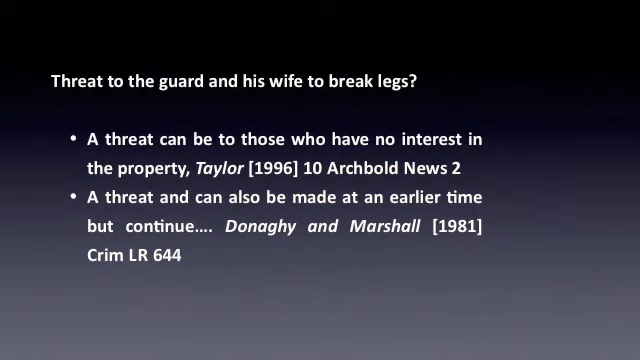 Threat to the guard and his wife to break legs?
• A threat can be to those who have no interest in
the property, Taylor [1996] 10 Archbold News 2
• A threat and can also be made at an earlier time
but continue…. Donaghy and Marshall [1981]
Crim LR 644